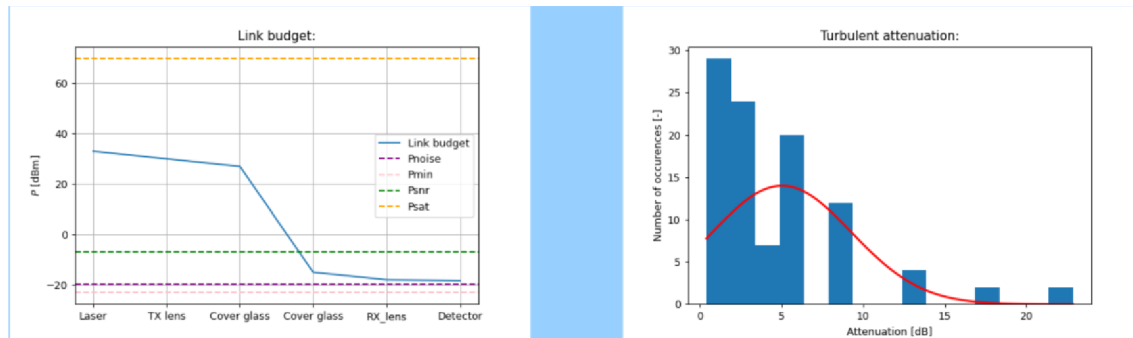 Link budget:
60
40
20
0
−20
P [dBm]
Link budget
Pnoise
Pmin
Psnr
Psat
Laser
TX lens
Cover glass
Cover glass
RX_lens
Detector
Turbulent attenuation:
30
25
20
15
10
5
0
Number of occurences [-]
0
5
10
15
20
Attenuation [dB]